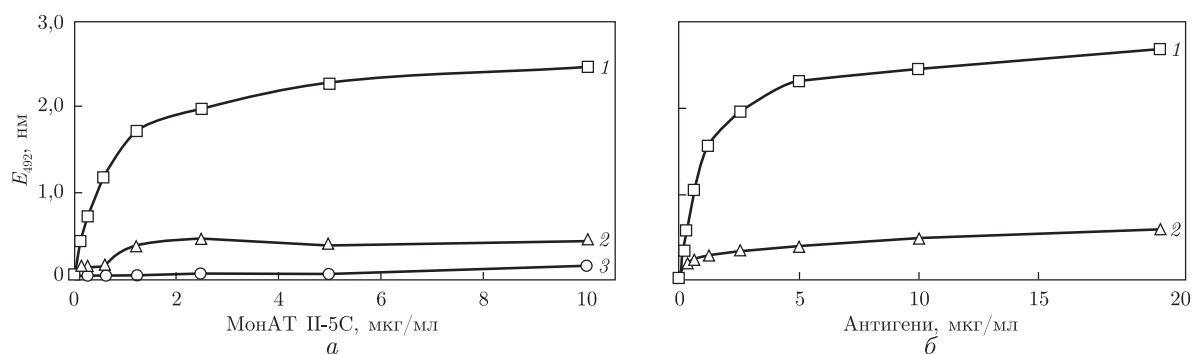 3,0
2,0
1,0
0
E492, нм
1
2
3
0 2 4 6 8 10
МонАТ II-5C, мкг/мл
а
1
2
0 5 10 15 20
Антигени, мкг/мл
б